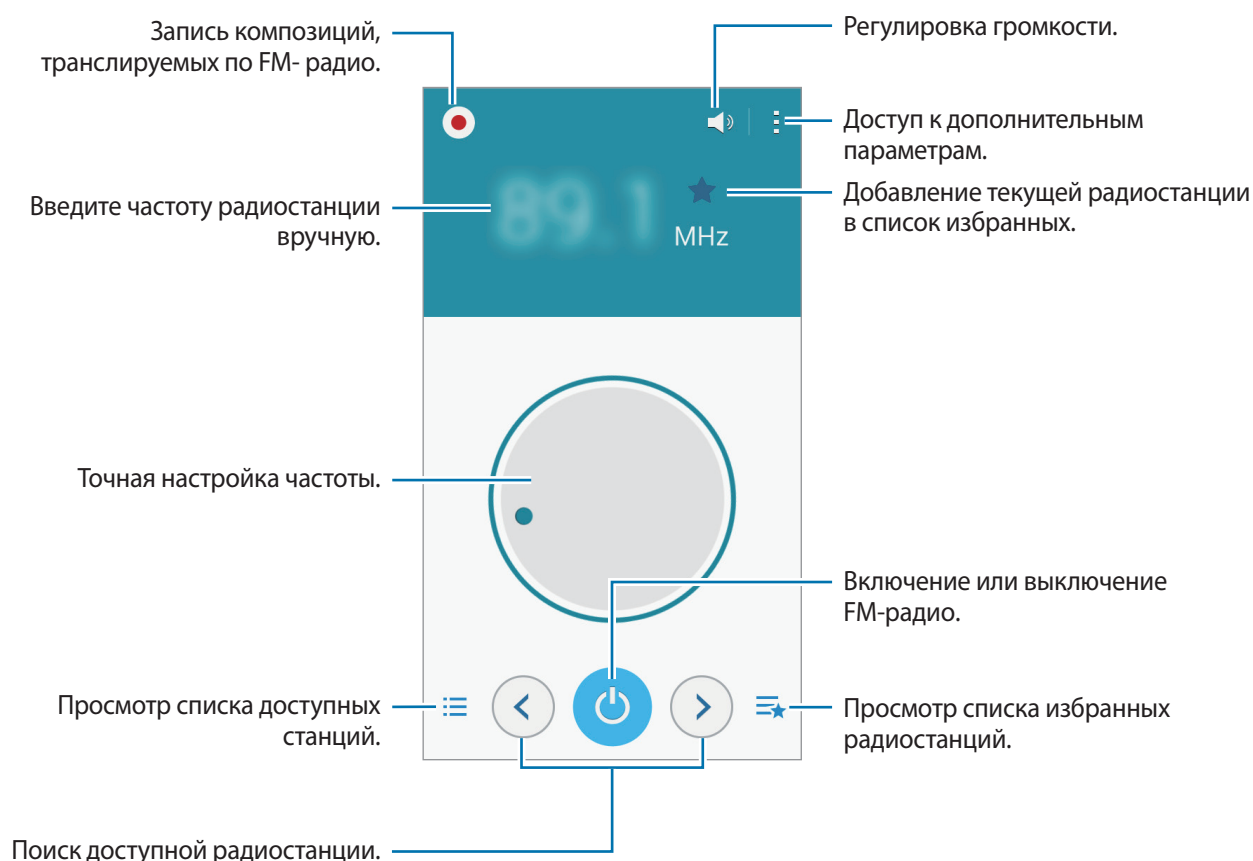 Запись композиций,
транслируемых по FM- радио.
Регулировка громкости.
Доступ к дополнительным
параметрам.
Введите частоту радиостанции
вручную.
89.1
MHz
Добавление текущей радиостанции
в список избранных.
Точная настройка частоты.
Включение или выключение
FM-радио.
Просмотр списка доступных
станций.
Просмотр списка избранных
радиостанций.
Поиск доступной радиостанции.